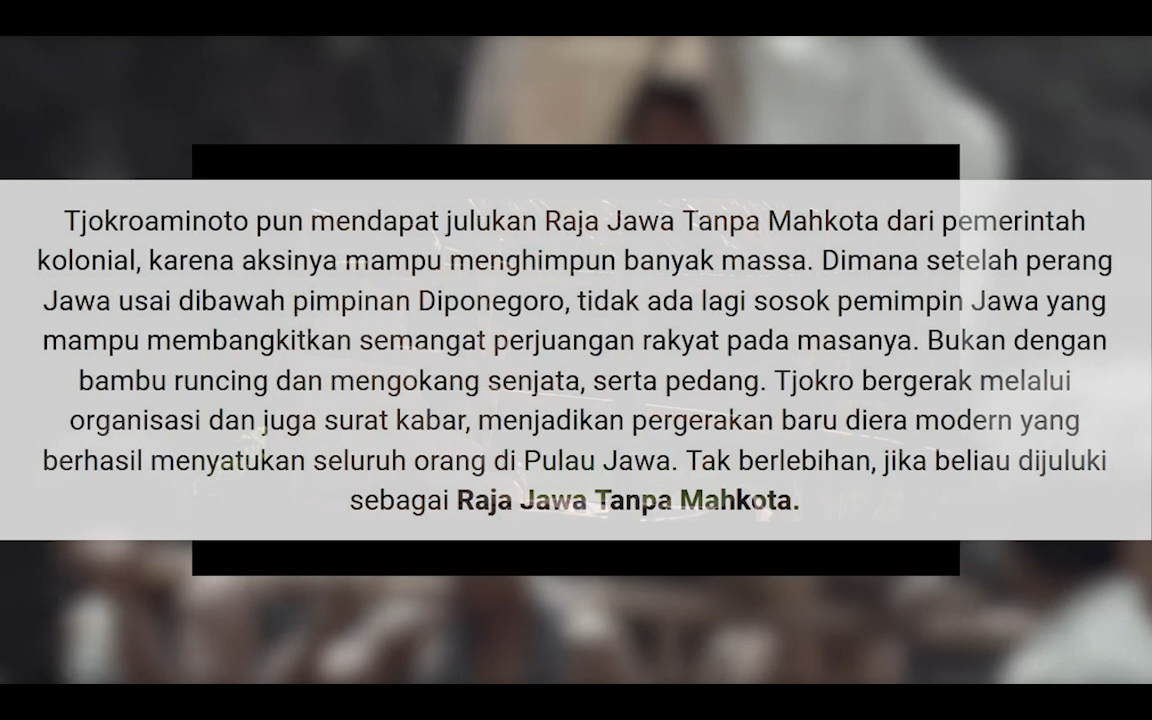 Tjokroaminoto pun mendapat julukan Raja Jawa Tanpa Mahkota dari pemerintah
kolonial, karena aksinya mampu menghimpun banyak massa. Dimana setelah perang
Jawa usai dibawah pimpinan Diponegoro, tidak ada lagi sosok pemimpin Jawa yang
mampu membangkitkan semangat perjuangan rakyat pada masanya. Bukan dengan
bambu runcing dan mengokang senjata, serta pedang. Tjokro bergerak melalui
organisasi dan juga surat kabar, menjadikan pergerakan baru diera modern yang
berhasil menyatukan seluruh orang di Pulau Jawa. Tak berlebihan, jika beliau dijuluki
sebagai Raja Jawa Tanpa Mahkota.